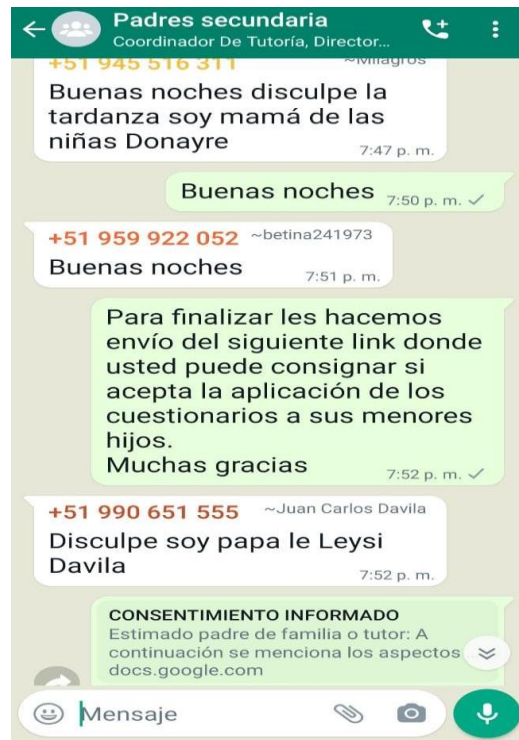 Padres secundaria
Coordinador De Tutoría, Director...
+51 945 516 311 ~Milagros
Buenas noches disculpe la
tardanza soy mamá de las
niñas Donayre
7:47 p. m.
Buenas noches 7:50 p. m.
+51 959 922 052 ~betina241973
Buenas noches 7:51 p. m.
Para finalizar les hacemos
envío del siguiente link donde
usted puede consignar si
acepta la aplicación de los
cuestionarios a sus menores
hijos.
Muchas gracias 7:52 p. m.
+51 990 651 555 ~Juan Carlos Davila
Disculpe soy papa le Leysi
Davila 7:52 p. m.
CONSENTIMIENTO INFORMADO
Estimado padre de familia o tutor: A
continuación se menciona los aspectos
docs.google.com
Mensaje